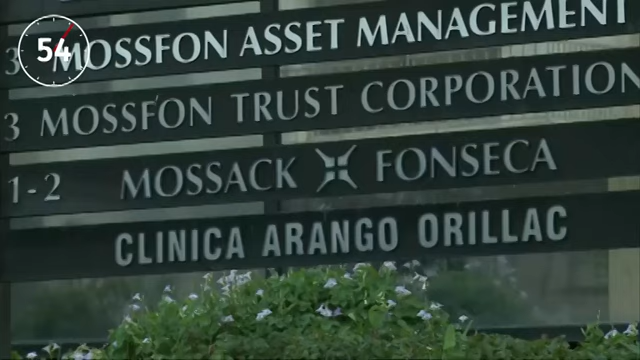 54
3 MOSSFON ASSET MANAGEMENT
3 MOSSFON TRUST CORPORATION
1-2 MOSSACK FONSECA
CLINICA ARANGO ORILLAC